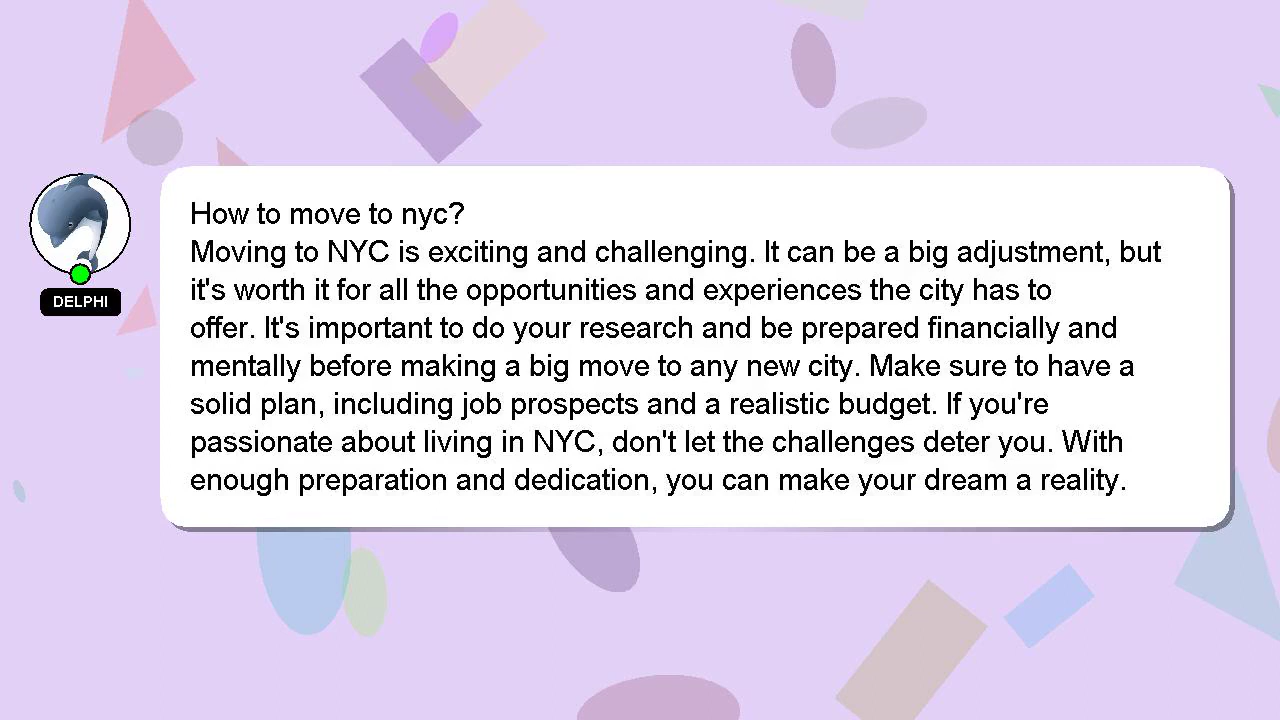 How to move to nyc?
Moving to NYC is exciting and challenging. It can be a big adjustment, but
it's worth it for all the opportunities and experiences the city has to
offer. It's important to do your research and be prepared financially and
mentally before making a big move to any new city. Make sure to have a
solid plan, including job prospects and a realistic budget. If you're
passionate about living in NYC, don't let the challenges deter you. With
enough preparation and dedication, you can make your dream a reality.
DELPHI